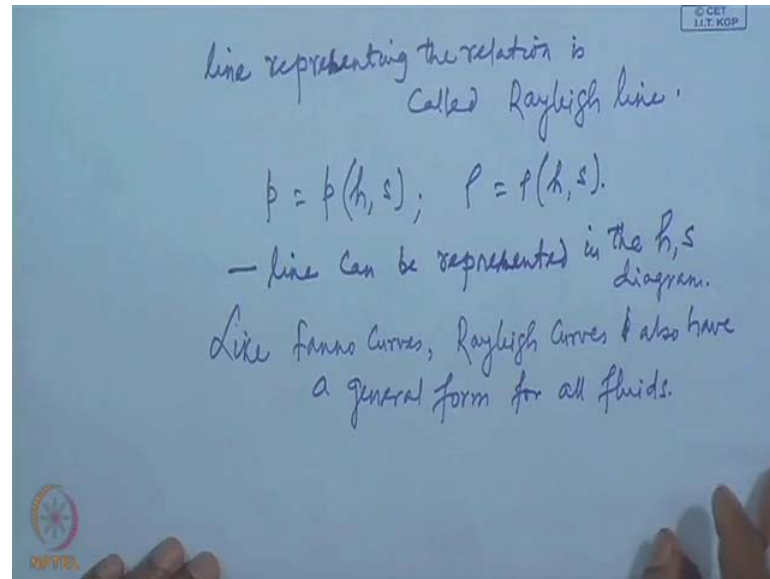 © CET
I.I.T. KGP
line representing the relation is
Called Rayleigh line.
p = p(h, s); ρ = ρ(h, s).
— line can be represented in the h, s
diagram.
Like Fanno Curves, Rayleigh Curves also have
a general form for all fluids.
NPTEL